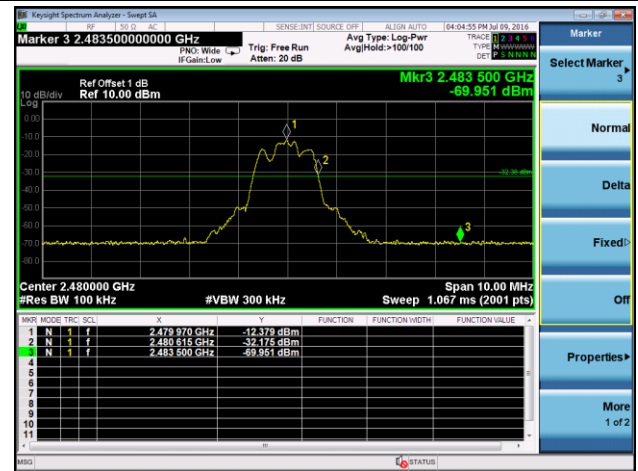 Keysight Spectrum Analyzer - Swept SA
RF 50 Ω AC SENSE:INT SOURCE OFF ALIGN AUTO 04:04:55 PM Jul 09, 2016
Marker 3 2.483500000000 GHz
PNO: Wide Trig: Free Run
IFGain:Low Atten: 20 dB
Avg Type: Log-Pwr
Avg|Hold:>100/100
TRACE 1 2 3 4 5 6
TYPE M WWWWW
DET P S N N N N
Marker
Select Marker
3
Normal
Delta
Fixed
Off
Properties
More
1 of 2
Ref Offset 1 dB
10 dB/div Ref 10.00 dBm
Log
Mkr3 2.483 500 GHz
-69.951 dBm
0.00
-10.0
-20.0
-30.0
-40.0
-50.0
-60.0
-70.0
-80.0
1
2
3
-32.38 dBm
Center 2.480000 GHz Span 10.00 MHz
#Res BW 100 kHz #VBW 300 kHz Sweep 1.067 ms (2001 pts)
MKR MODE TRC SCL X Y FUNCTION FUNCTION WIDTH FUNCTION VALUE
1 N 1 f 2.479 970 GHz -12.379 dBm
2 N 1 f 2.480 615 GHz -32.175 dBm
3 N 1 f 2.483 500 GHz -69.951 dBm
4
5
6
7
8
9
10
11
MSG STATUS